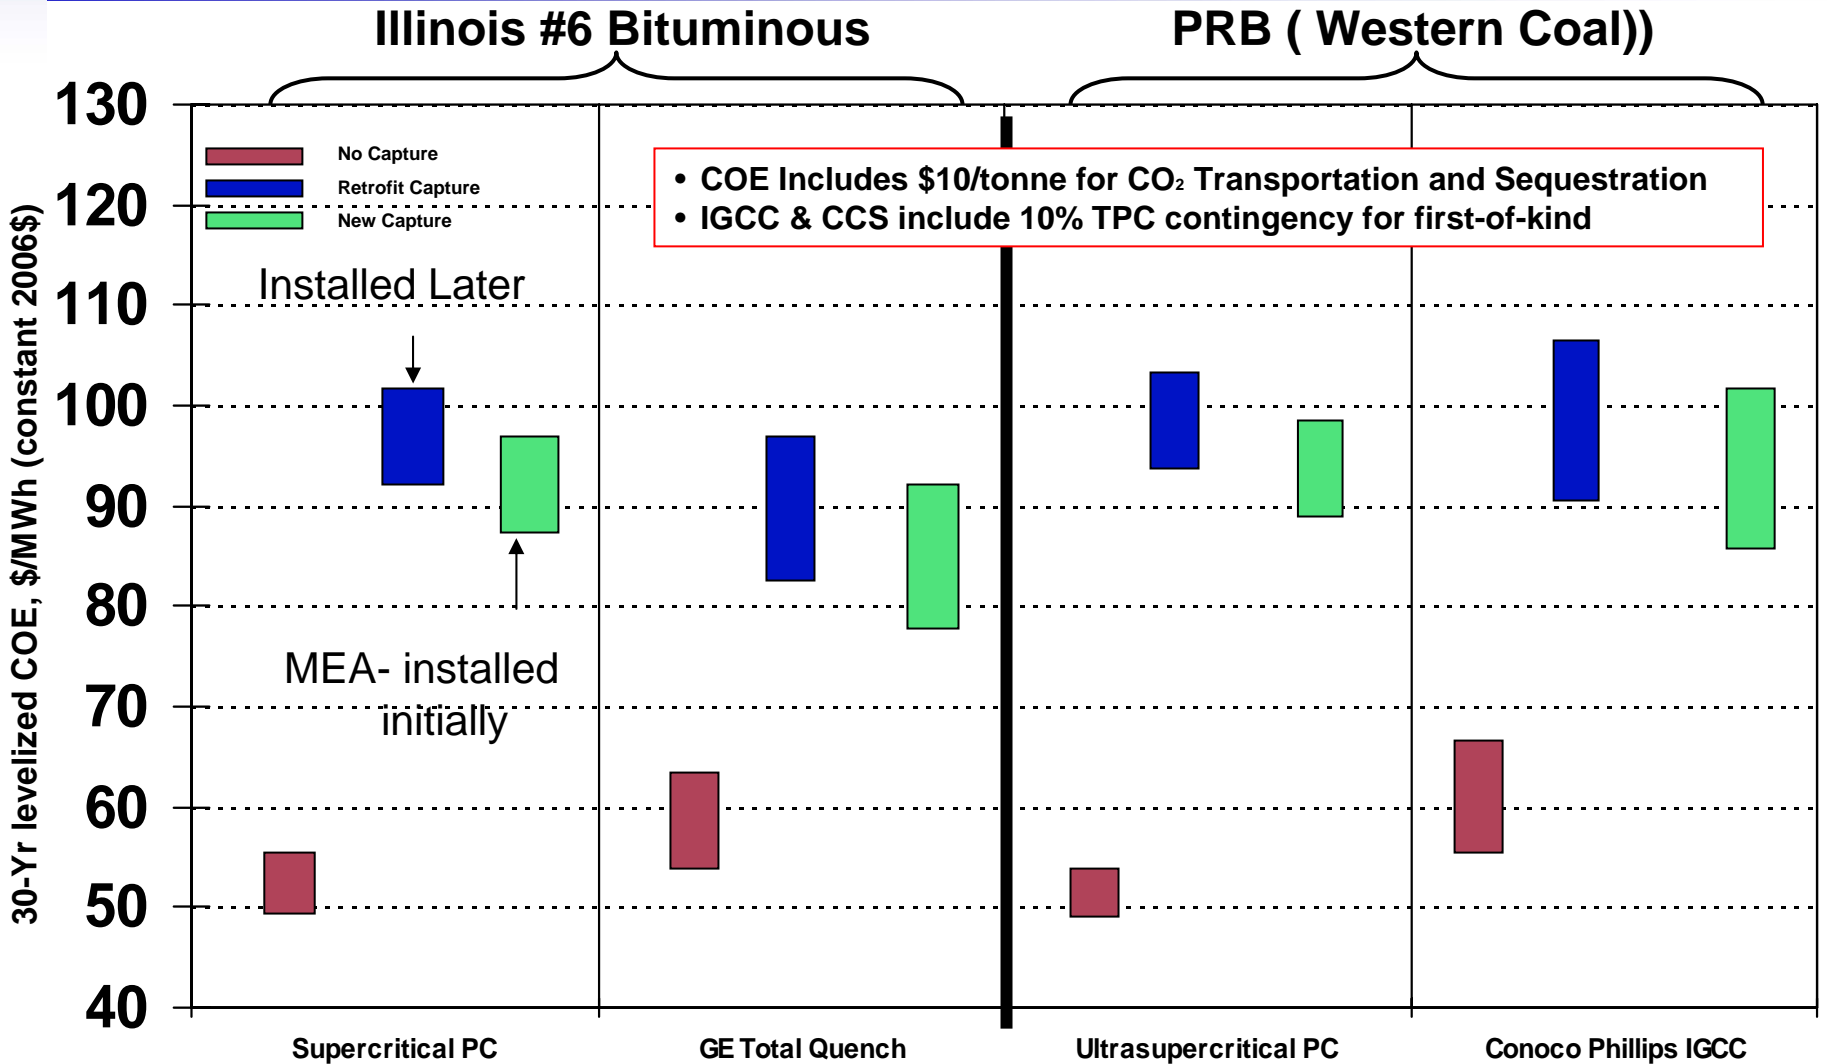 Illinois #6 Bituminous
PRB ( Western Coal))
130
120
110
100
90
80
70
60
50
40
30-Yr levelized COE, $/MWh (constant 2006$)
No Capture
Retrofit Capture
New Capture
• COE Includes $10/tonne for CO₂ Transportation and Sequestration
• IGCC & CCS include 10% TPC contingency for first-of-kind
Installed Later
MEA- installed
initially
Supercritical PC
GE Total Quench
Ultrasupercritical PC
Conoco Phillips IGCC